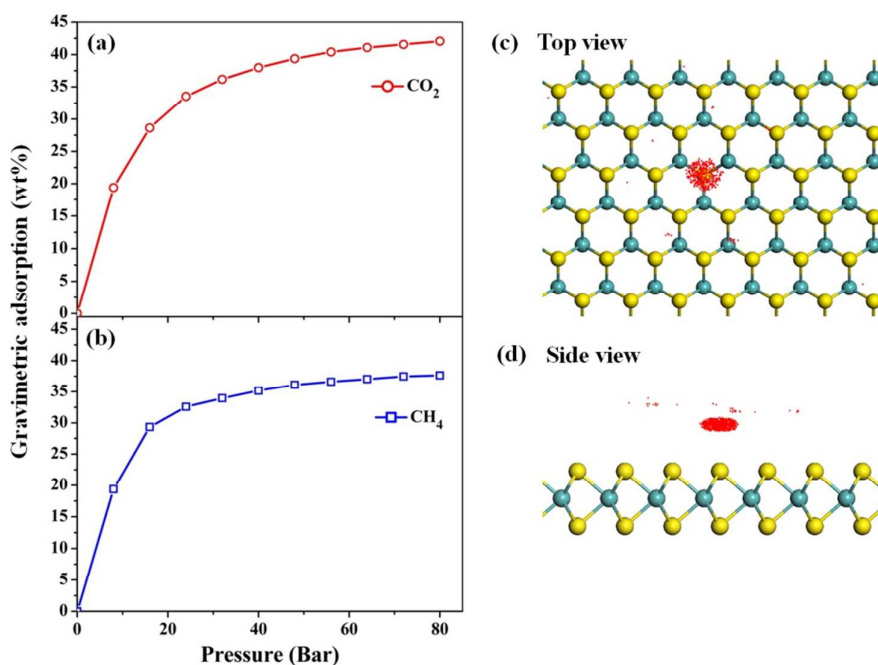 Gravimetric adsorption (wt%)
(a)
45
40
35
30
25
20
15
10
5
0
CO₂
(b)
45
40
35
30
25
20
15
10
5
0
CH₄
0 20 40 60 80
Pressure (Bar)
(c) Top view
(d) Side view